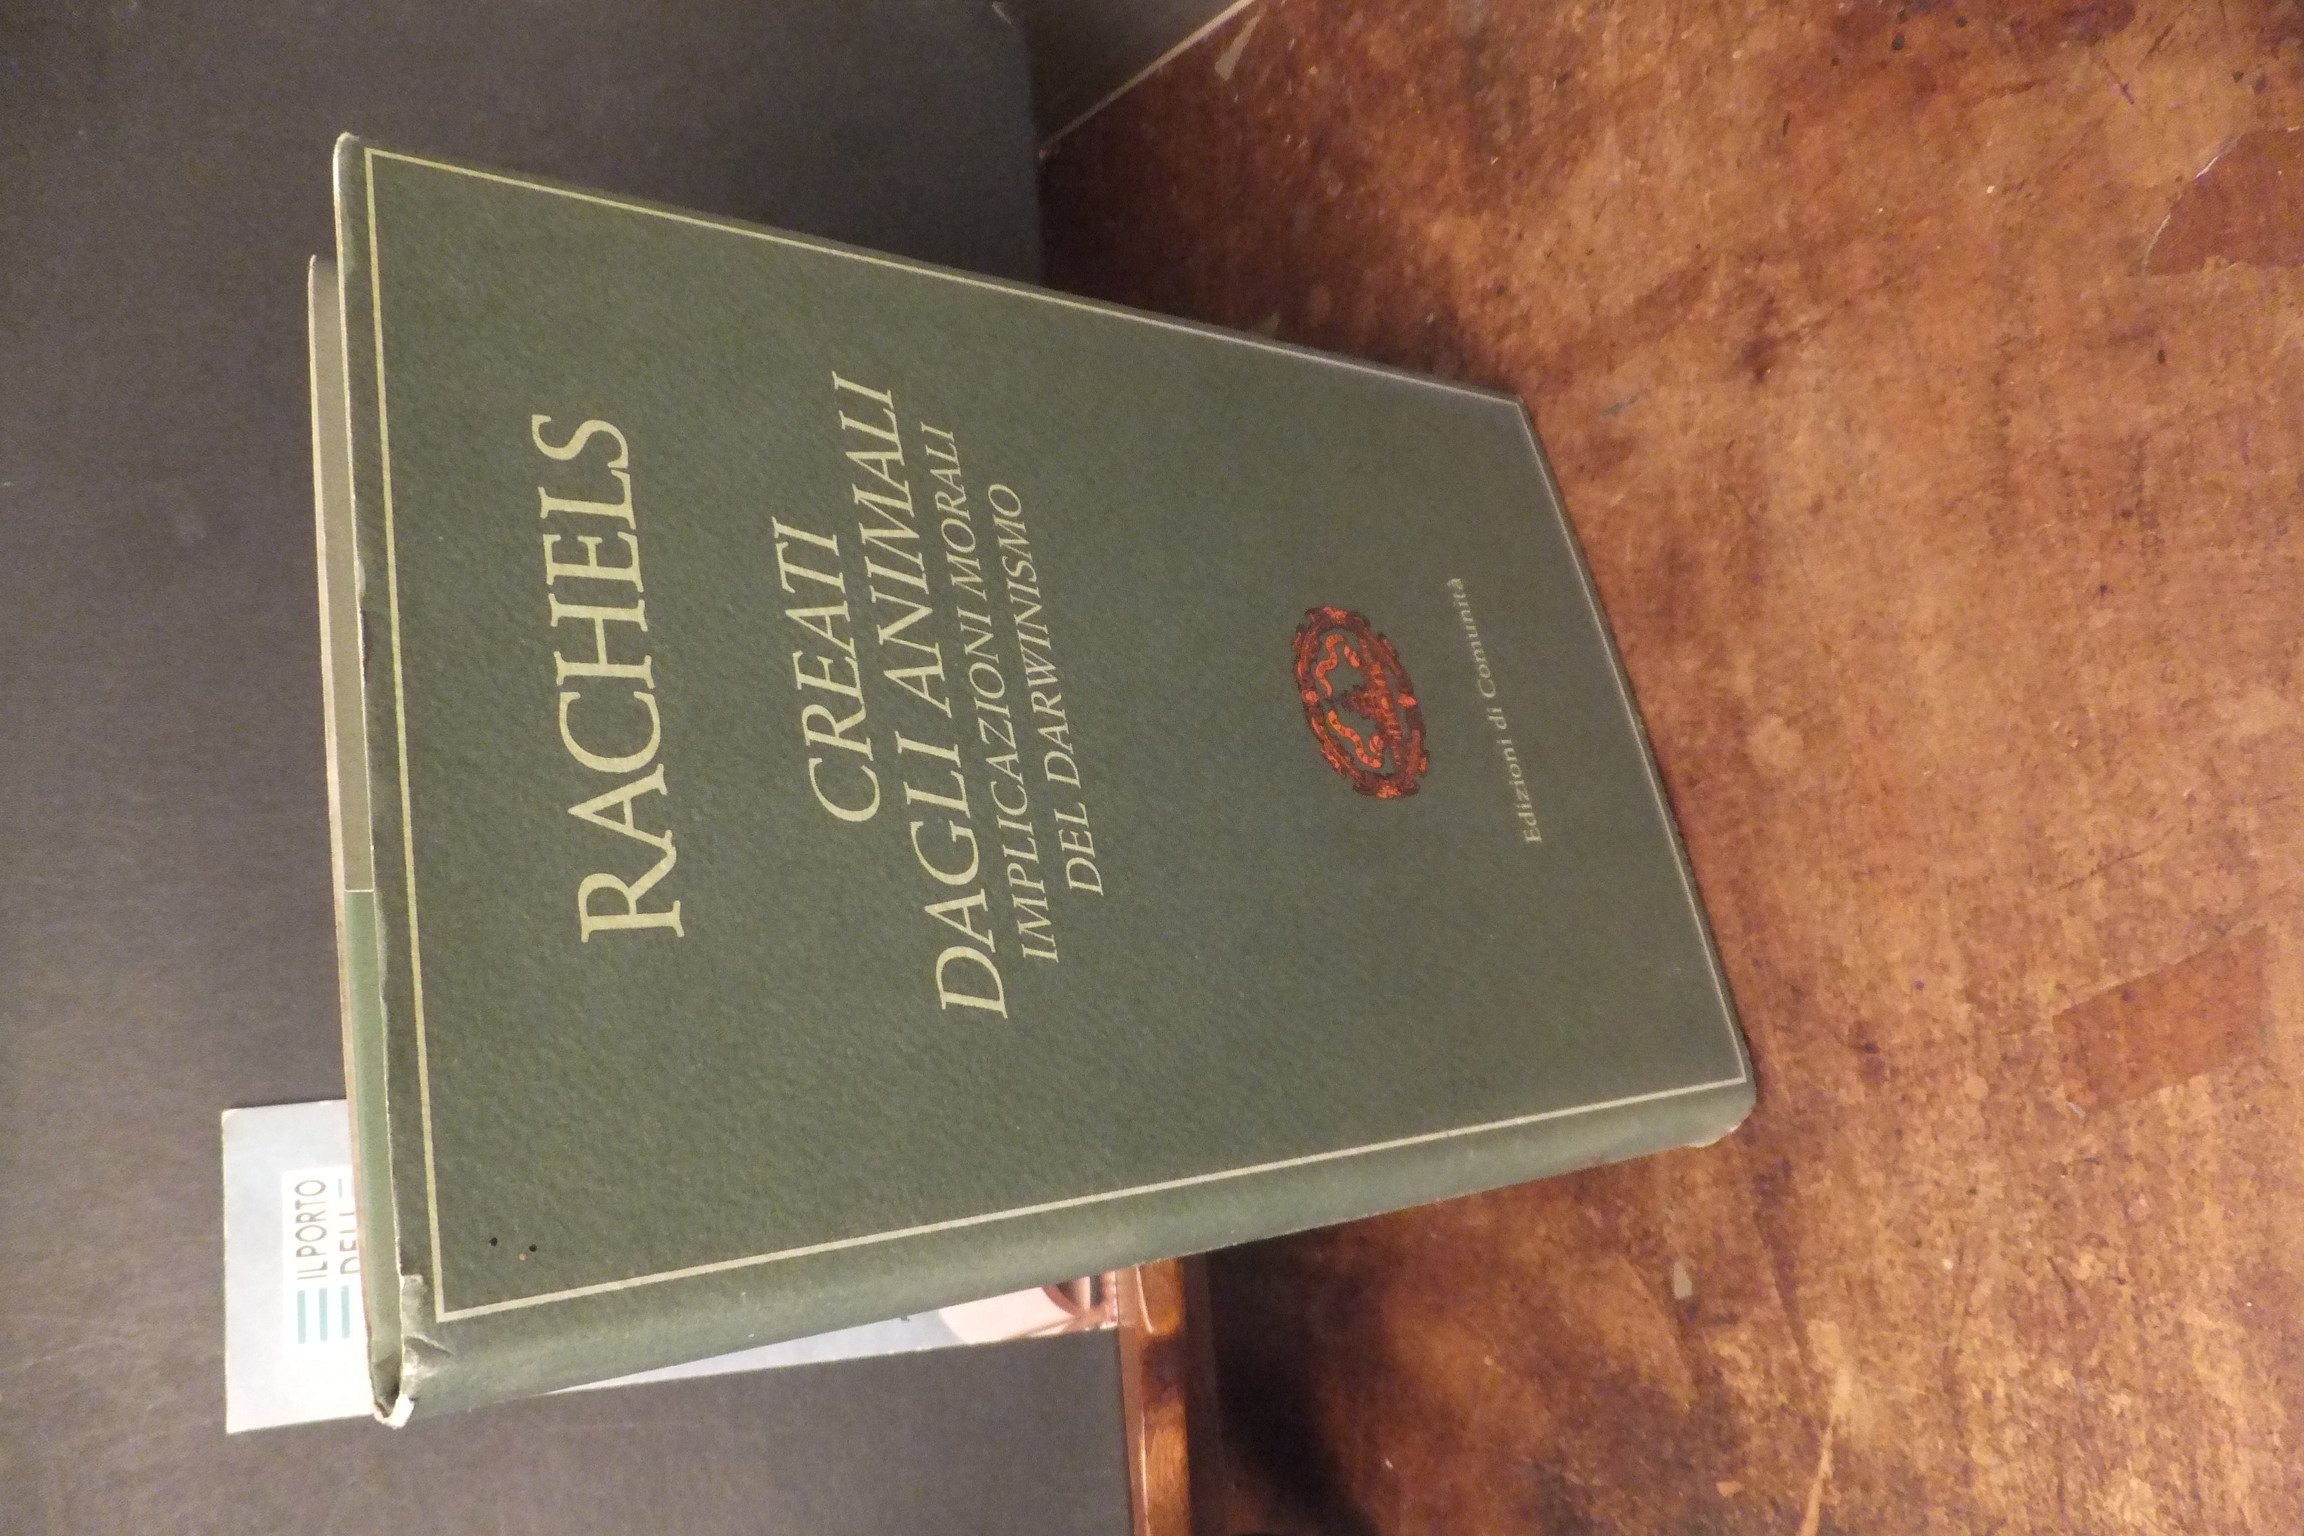 RACHELS
CREATI
DAGLI ANIMALI
IMPLICAZIONI MORALI
DEL DARWINISMO
Edizioni di Comunità
IL PORTO